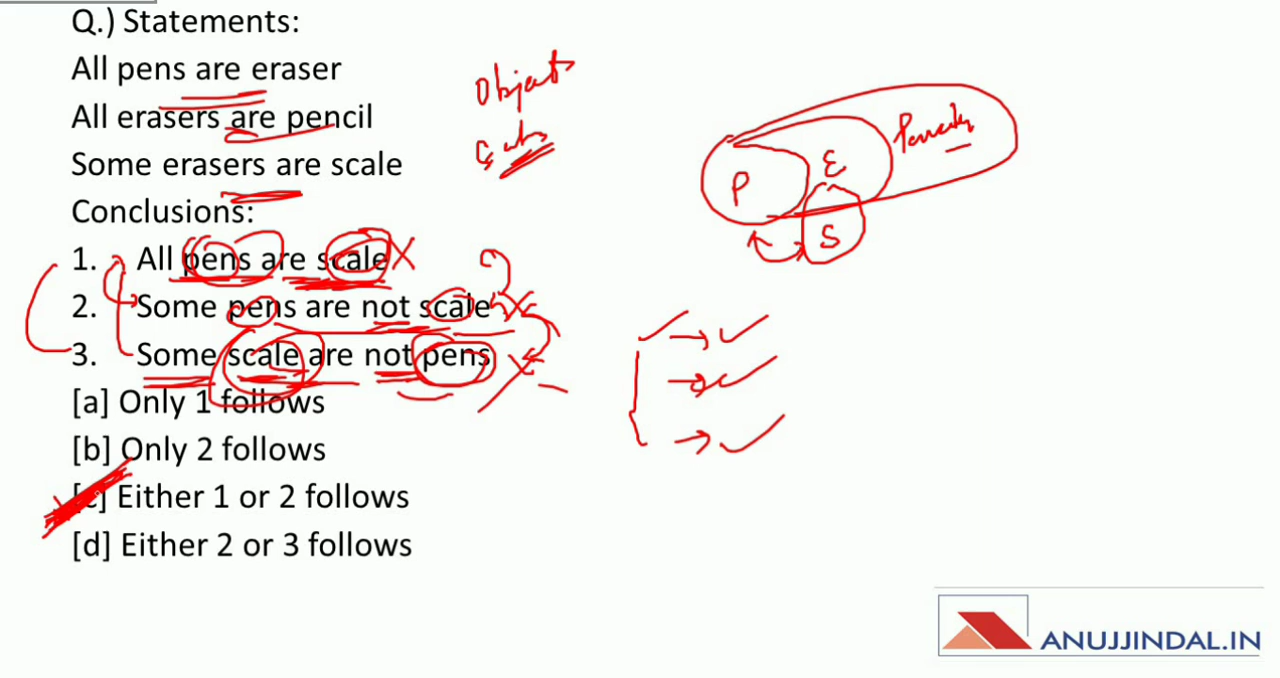 Q.) Statements:
All pens are eraser
All erasers are pencil
Some erasers are scale
Conclusions:
1. All pens are scale
2. Some pens are not scale
3. Some scale are not pens
[a] Only 1 follows
[b] Only 2 follows
[c] Either 1 or 2 follows
[d] Either 2 or 3 follows
Object
P
E
S
ANUJJINDAL.IN